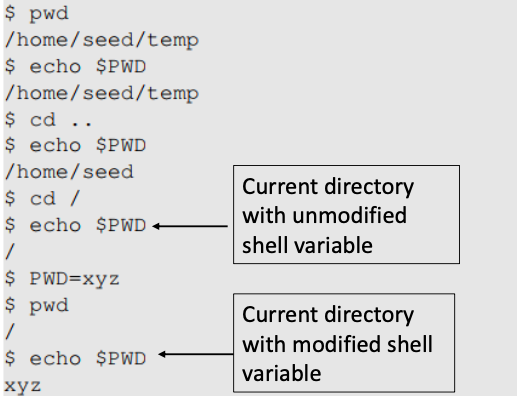 $ pwd
/home/seed/temp
$ echo $PWD
/home/seed/temp
$ cd ..
$ echo $PWD
/home/seed
$ cd /
$ echo $PWD
/
$ PWD=xyz
$ pwd
/
$ echo $PWD
xyz
Current directory
with unmodified
shell variable
Current directory
with modified shell
variable